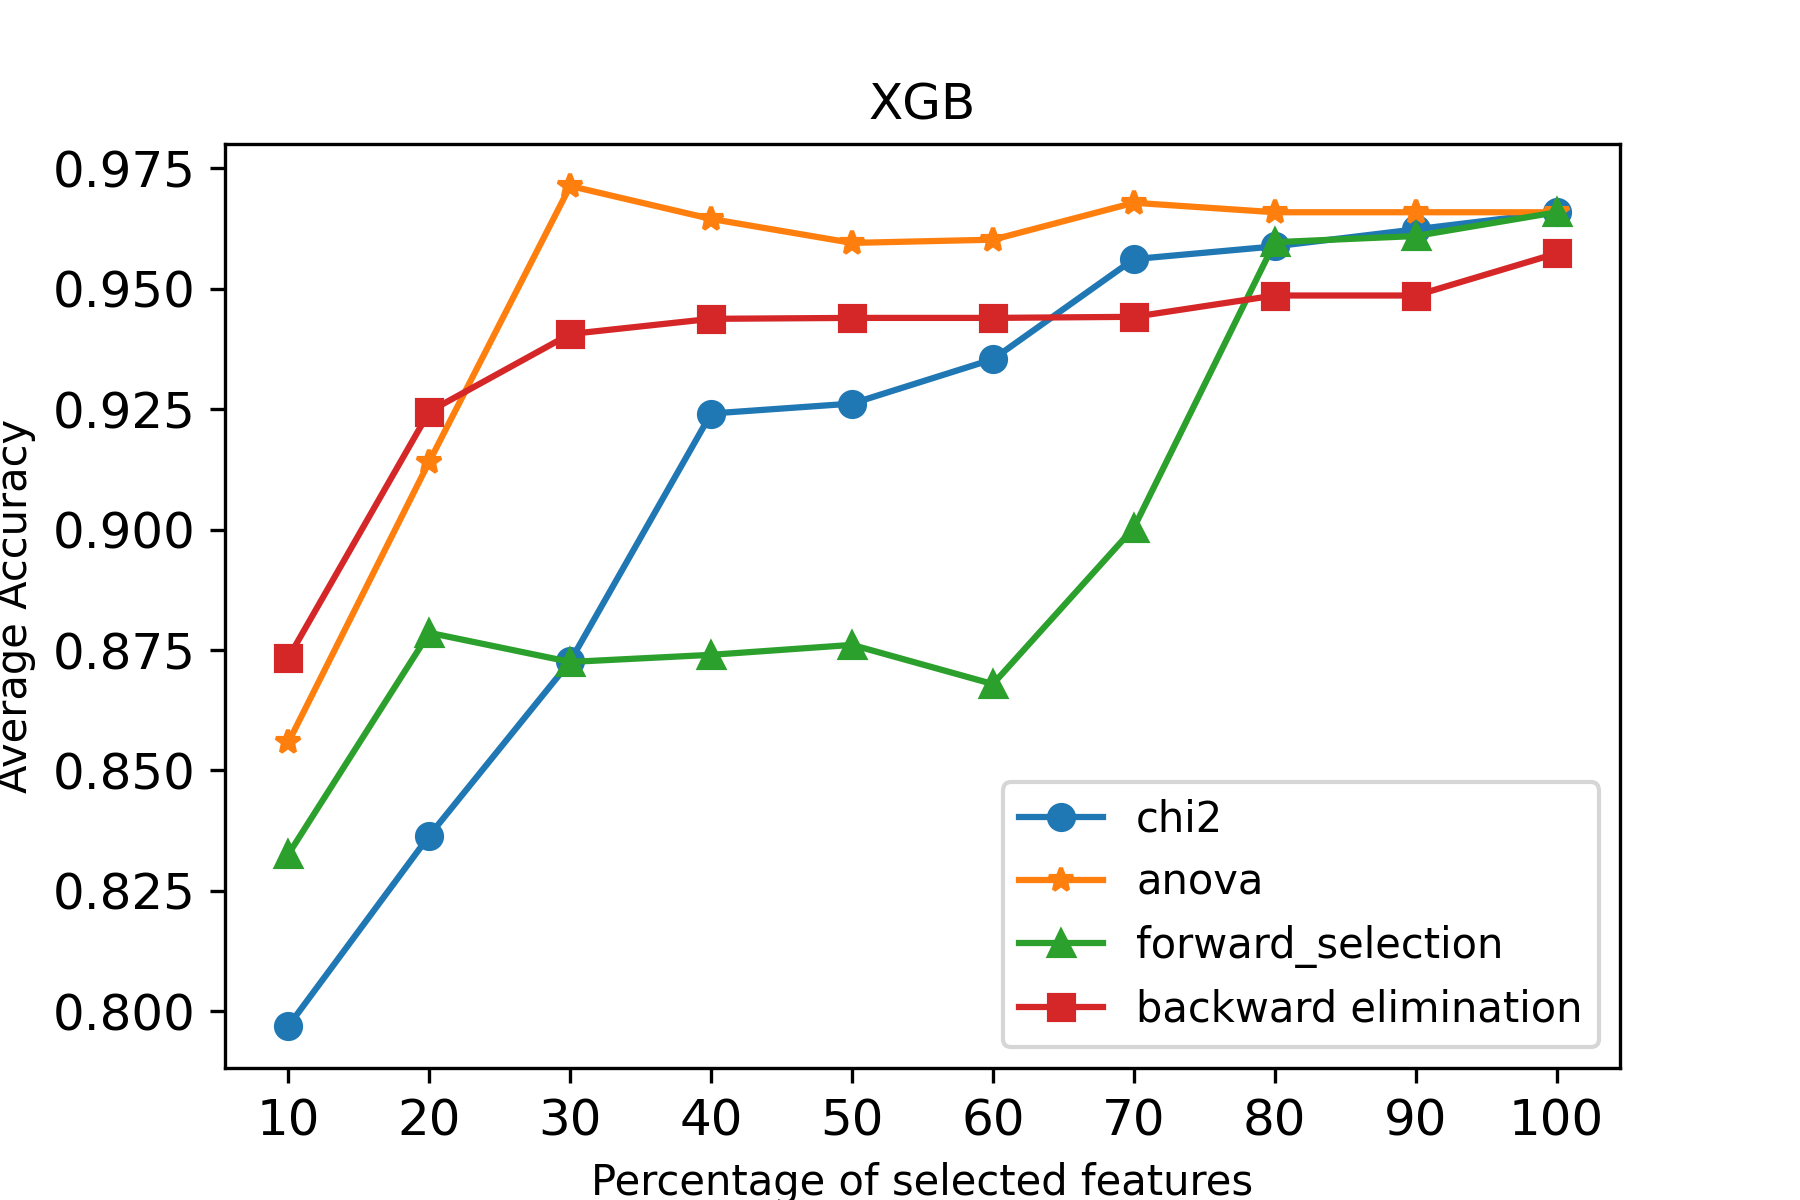 XGB
0.975
0.950
0.925
0.900
0.875
0.850
0.825
0.800
Average Accuracy
chi2
anova
forward_selection
backward elimination
10 20 30 40 50 60 70 80 90 100
Percentage of selected features